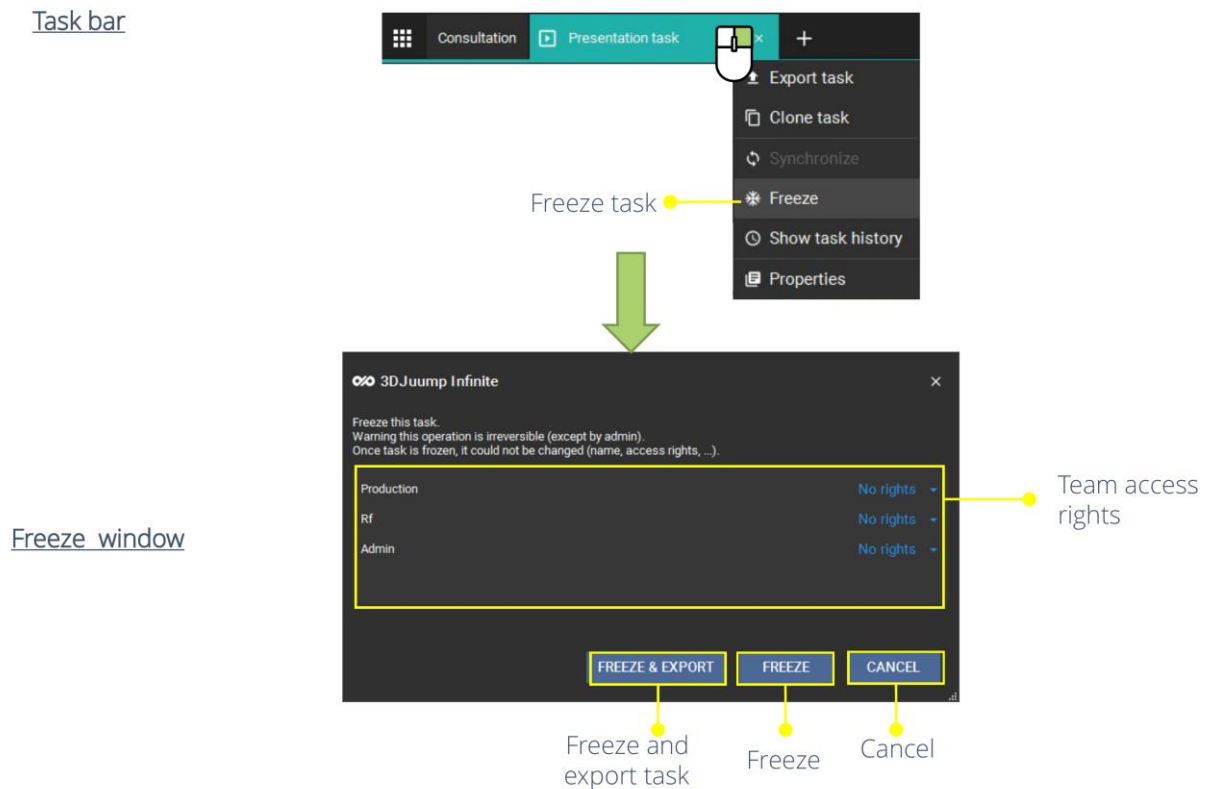 Task bar
Consultation
Presentation task
Export task
Clone task
Synchronize
Freeze task
Freeze
Show task history
Properties
3DJuump Infinite
Freeze this task.
Warning this operation is irreversible (except by admin).
Once task is frozen, it could not be changed (name, access rights, ...).
Production No rights
Rf No rights
Admin No rights
Team access
rights
Freeze window
FREEZE & EXPORT FREEZE CANCEL
Freeze and
export task
Freeze
Cancel